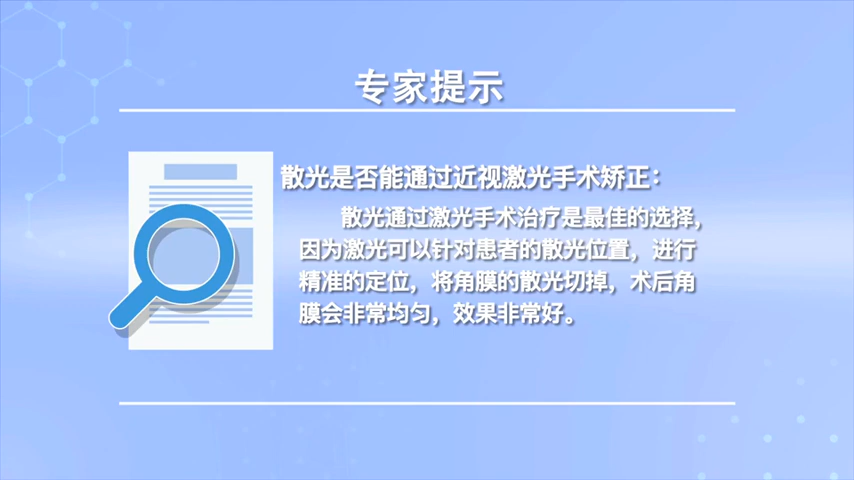 专家提示
散光是否能通过近视激光手术矫正：
散光通过激光手术治疗是最佳的选择，
因为激光可以针对患者的散光位置，进行
精准的定位，将角膜的散光切掉，术后角
膜会非常均匀，效果非常好。